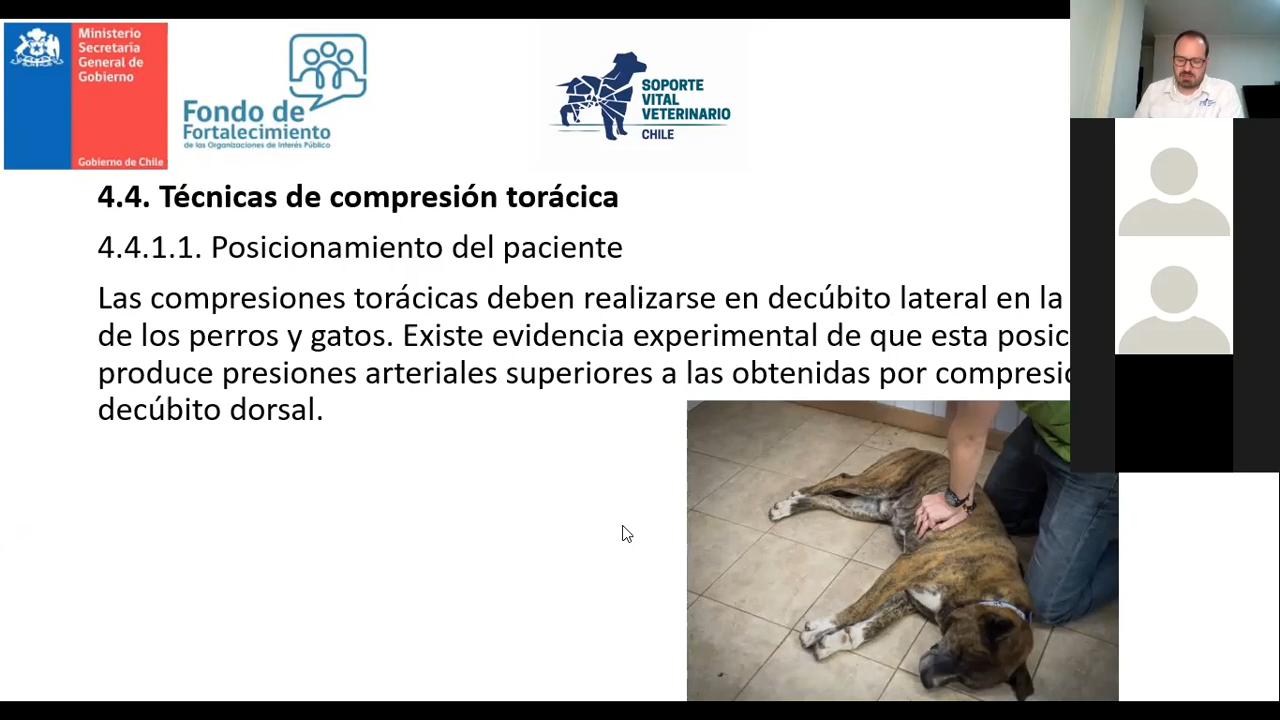 Ministerio
Secretaría
General de
Gobierno
Gobierno de Chile
Fondo de
Fortalecimiento
de las Organizaciones de Interés Público
SOPORTE
VITAL
VETERINARIO
CHILE
4.4. Técnicas de compresión torácica
4.4.1.1. Posicionamiento del paciente
Las compresiones torácicas deben realizarse en decúbito lateral en la
de los perros y gatos. Existe evidencia experimental de que esta posic
produce presiones arteriales superiores a las obtenidas por compresi
decúbito dorsal.